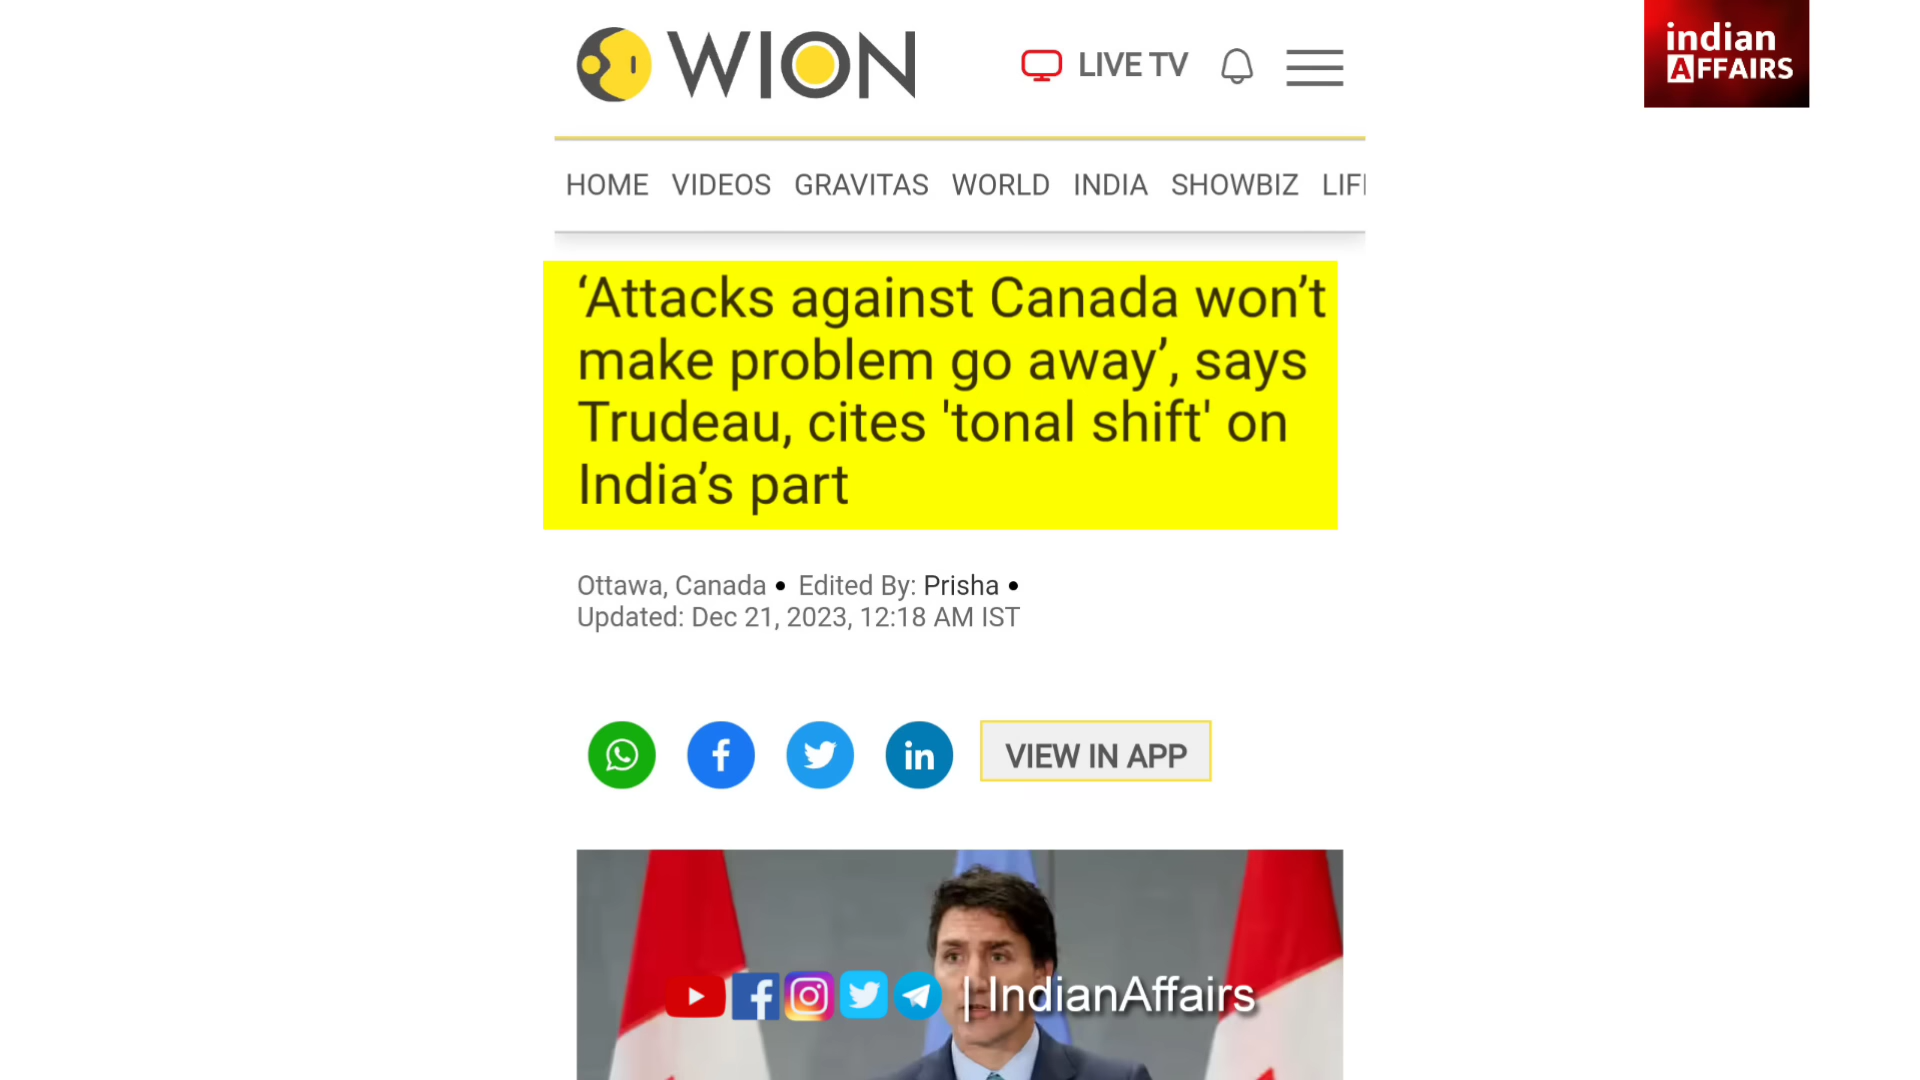 WION
LIVE TV
indian
AFFAIRS
HOME VIDEOS GRAVITAS WORLD INDIA SHOWBIZ LIF
‘Attacks against Canada won’t
make problem go away’, says
Trudeau, cites 'tonal shift' on
India’s part
Ottawa, Canada • Edited By: Prisha •
Updated: Dec 21, 2023, 12:18 AM IST
VIEW IN APP
| IndianAffairs